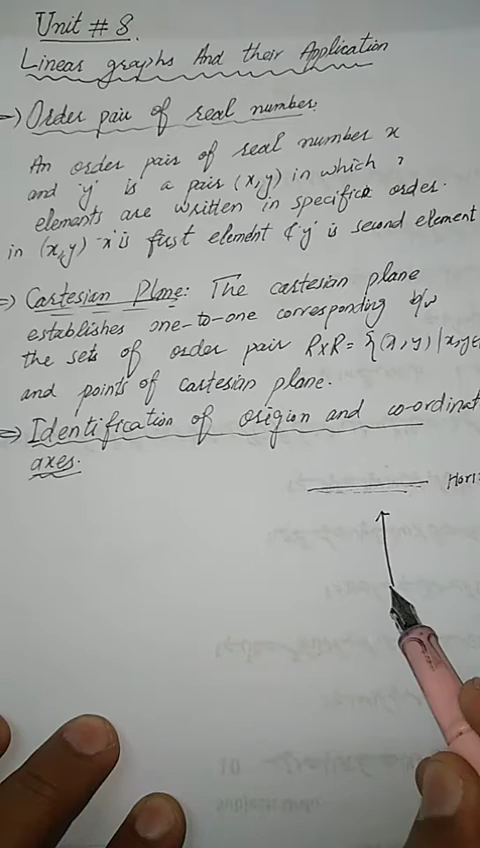 Unit # 8.
Linear graphs And their Application
⇒) Order pair of real number:
An order pair of real number x
and 'y' is a pair (x,y) in which
elements are written in specific order.
in (x,y) 'x' is first element & 'y' is second element
⇒) Cartesian Plane: The cartesian plane
establishes one-to-one corresponding b/w
the sets of order pair RxR = {(x,y) | x,y ∈
and points of cartesian plane.
⇒) Identification of origion and co-ordinat
axes.
Hori